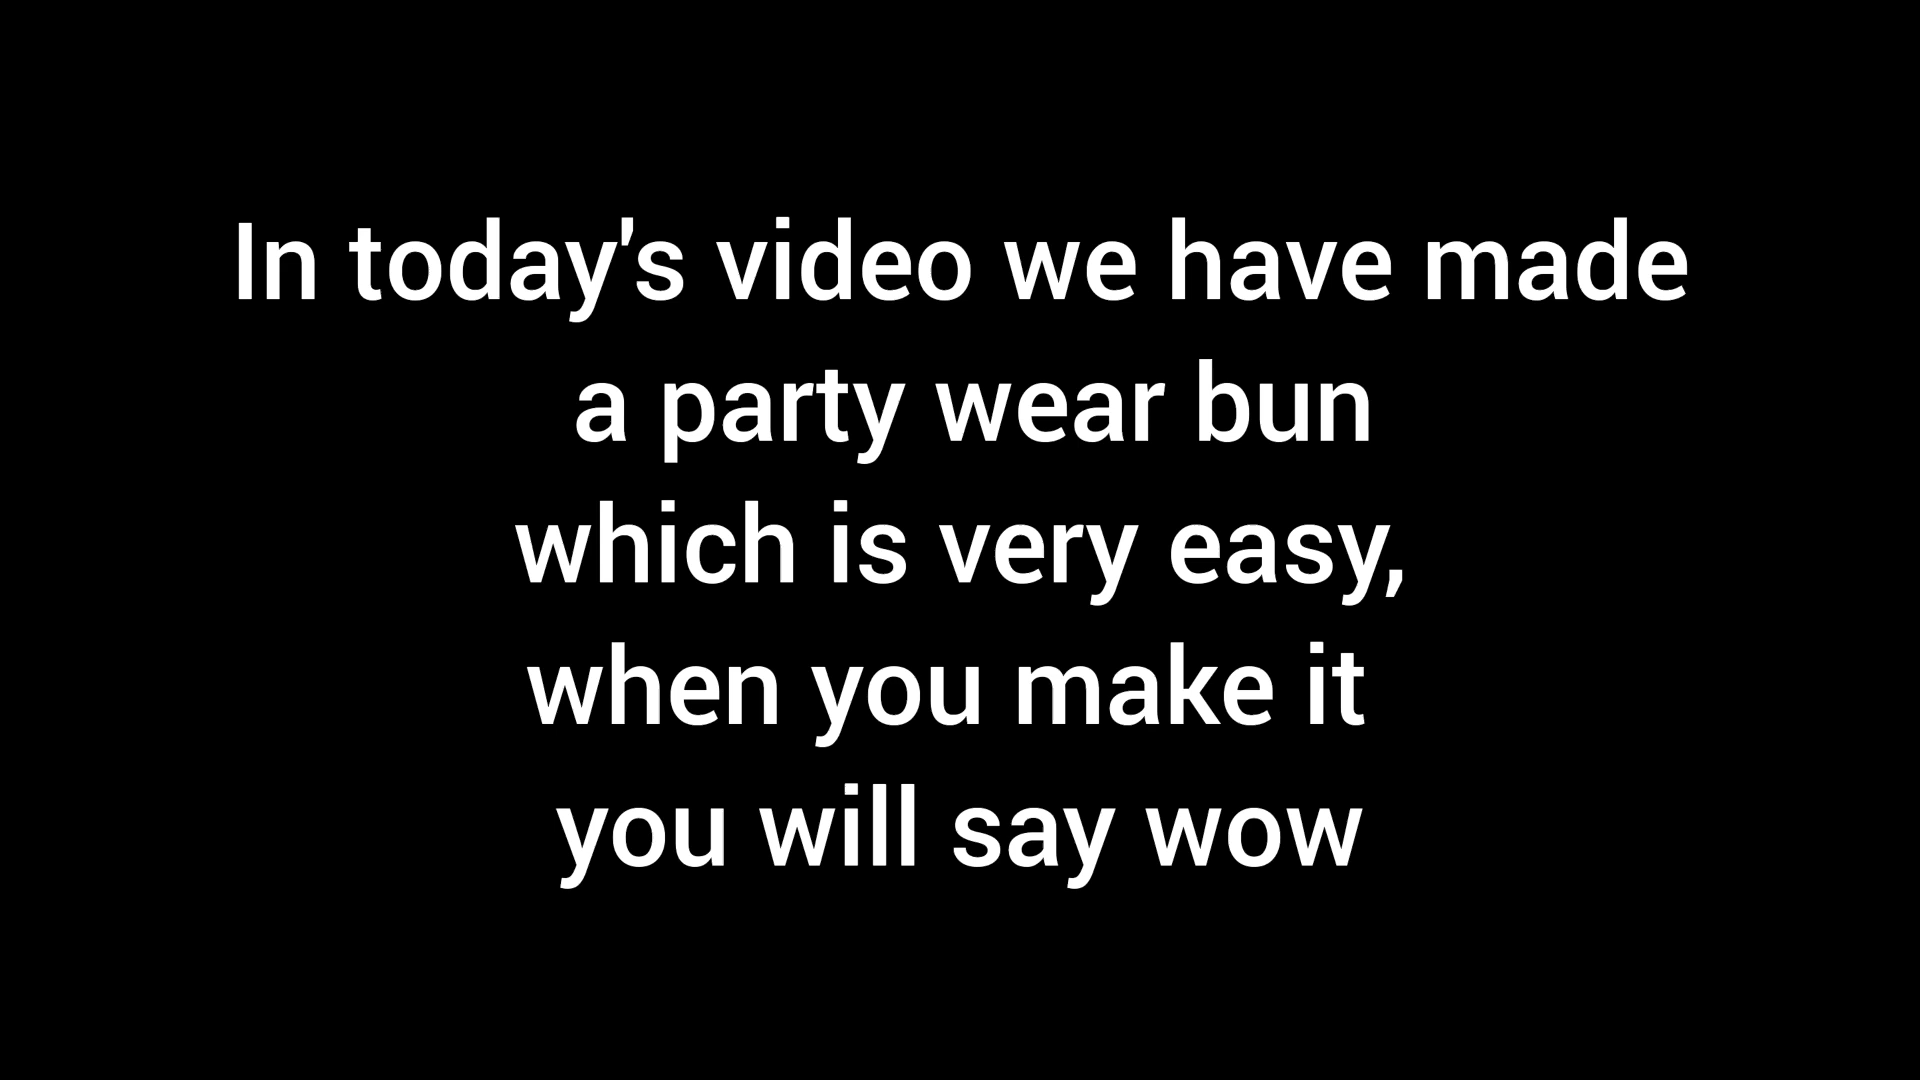 In today's video we have made
a party wear bun
which is very easy,
when you make it
you will say wow